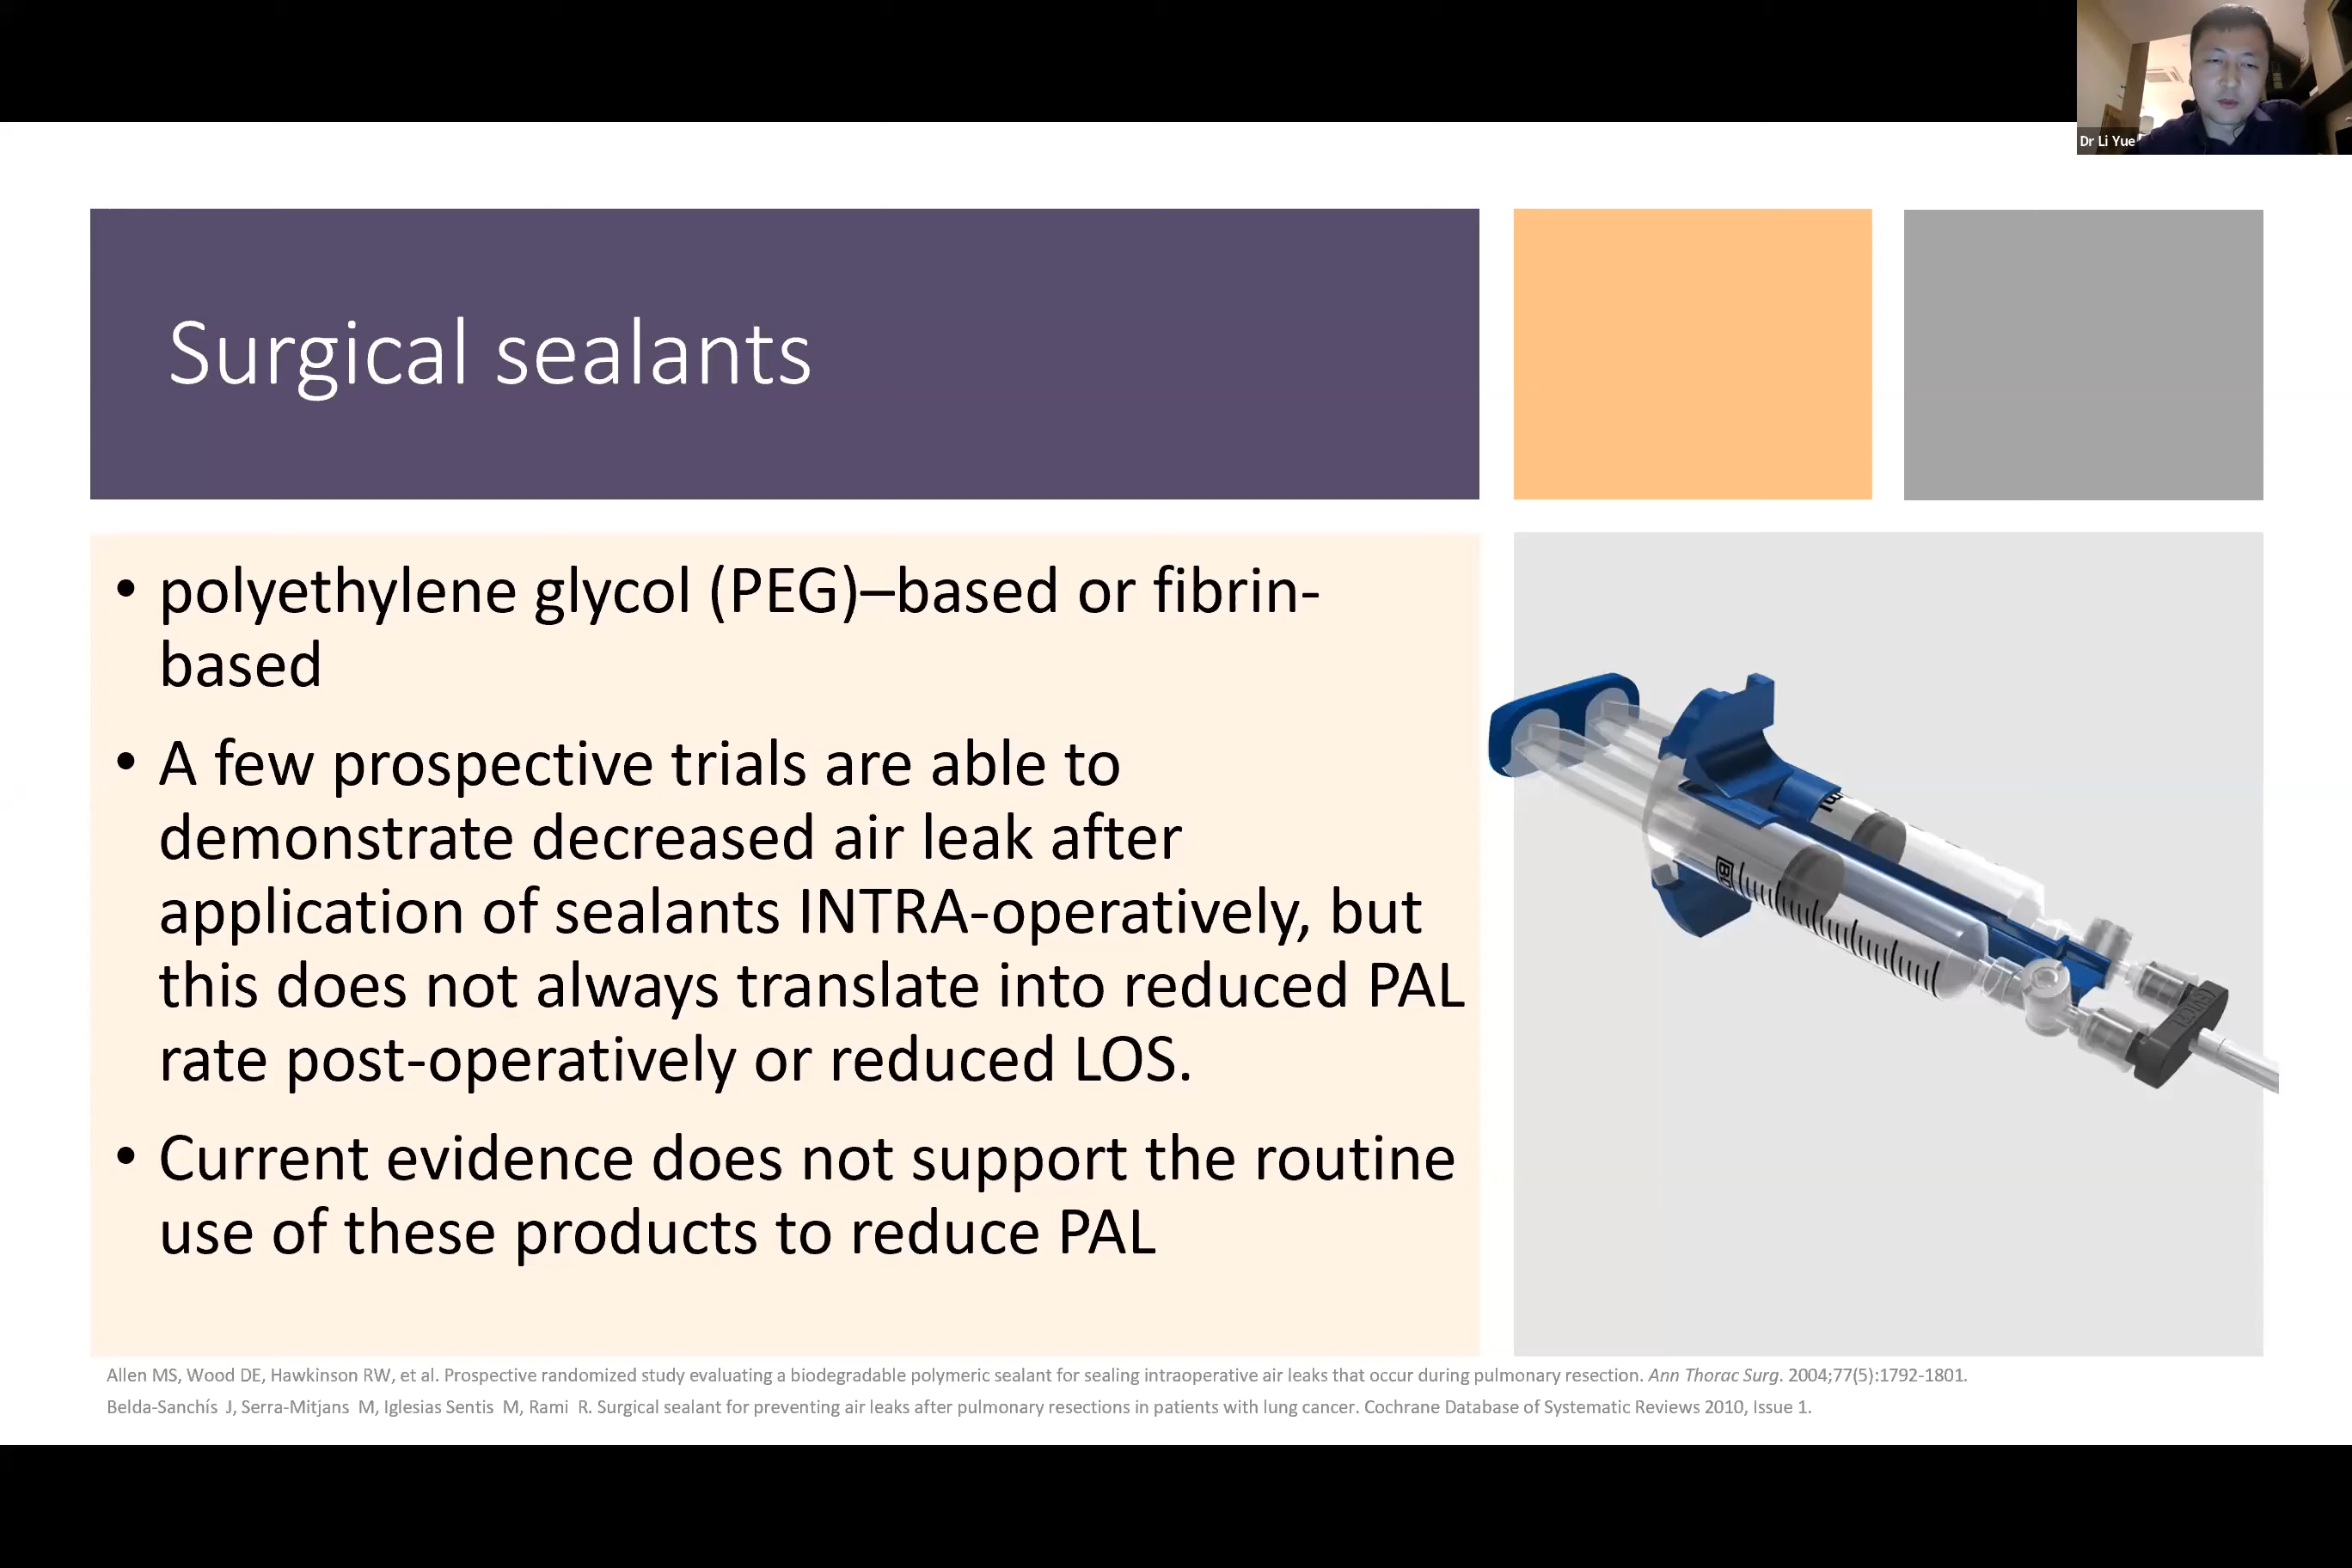 Dr Li Yue
Surgical sealants
• polyethylene glycol (PEG)–based or fibrin-
based
• A few prospective trials are able to
demonstrate decreased air leak after
application of sealants INTRA-operatively, but
this does not always translate into reduced PAL
rate post-operatively or reduced LOS.
• Current evidence does not support the routine
use of these products to reduce PAL
ml
BD
Allen MS, Wood DE, Hawkinson RW, et al. Prospective randomized study evaluating a biodegradable polymeric sealant for sealing intraoperative air leaks that occur during pulmonary resection. Ann Thorac Surg. 2004;77(5):1792-1801.
Belda-Sanchís J, Serra-Mitjans M, Iglesias Sentis M, Rami R. Surgical sealant for preventing air leaks after pulmonary resections in patients with lung cancer. Cochrane Database of Systematic Reviews 2010, Issue 1.